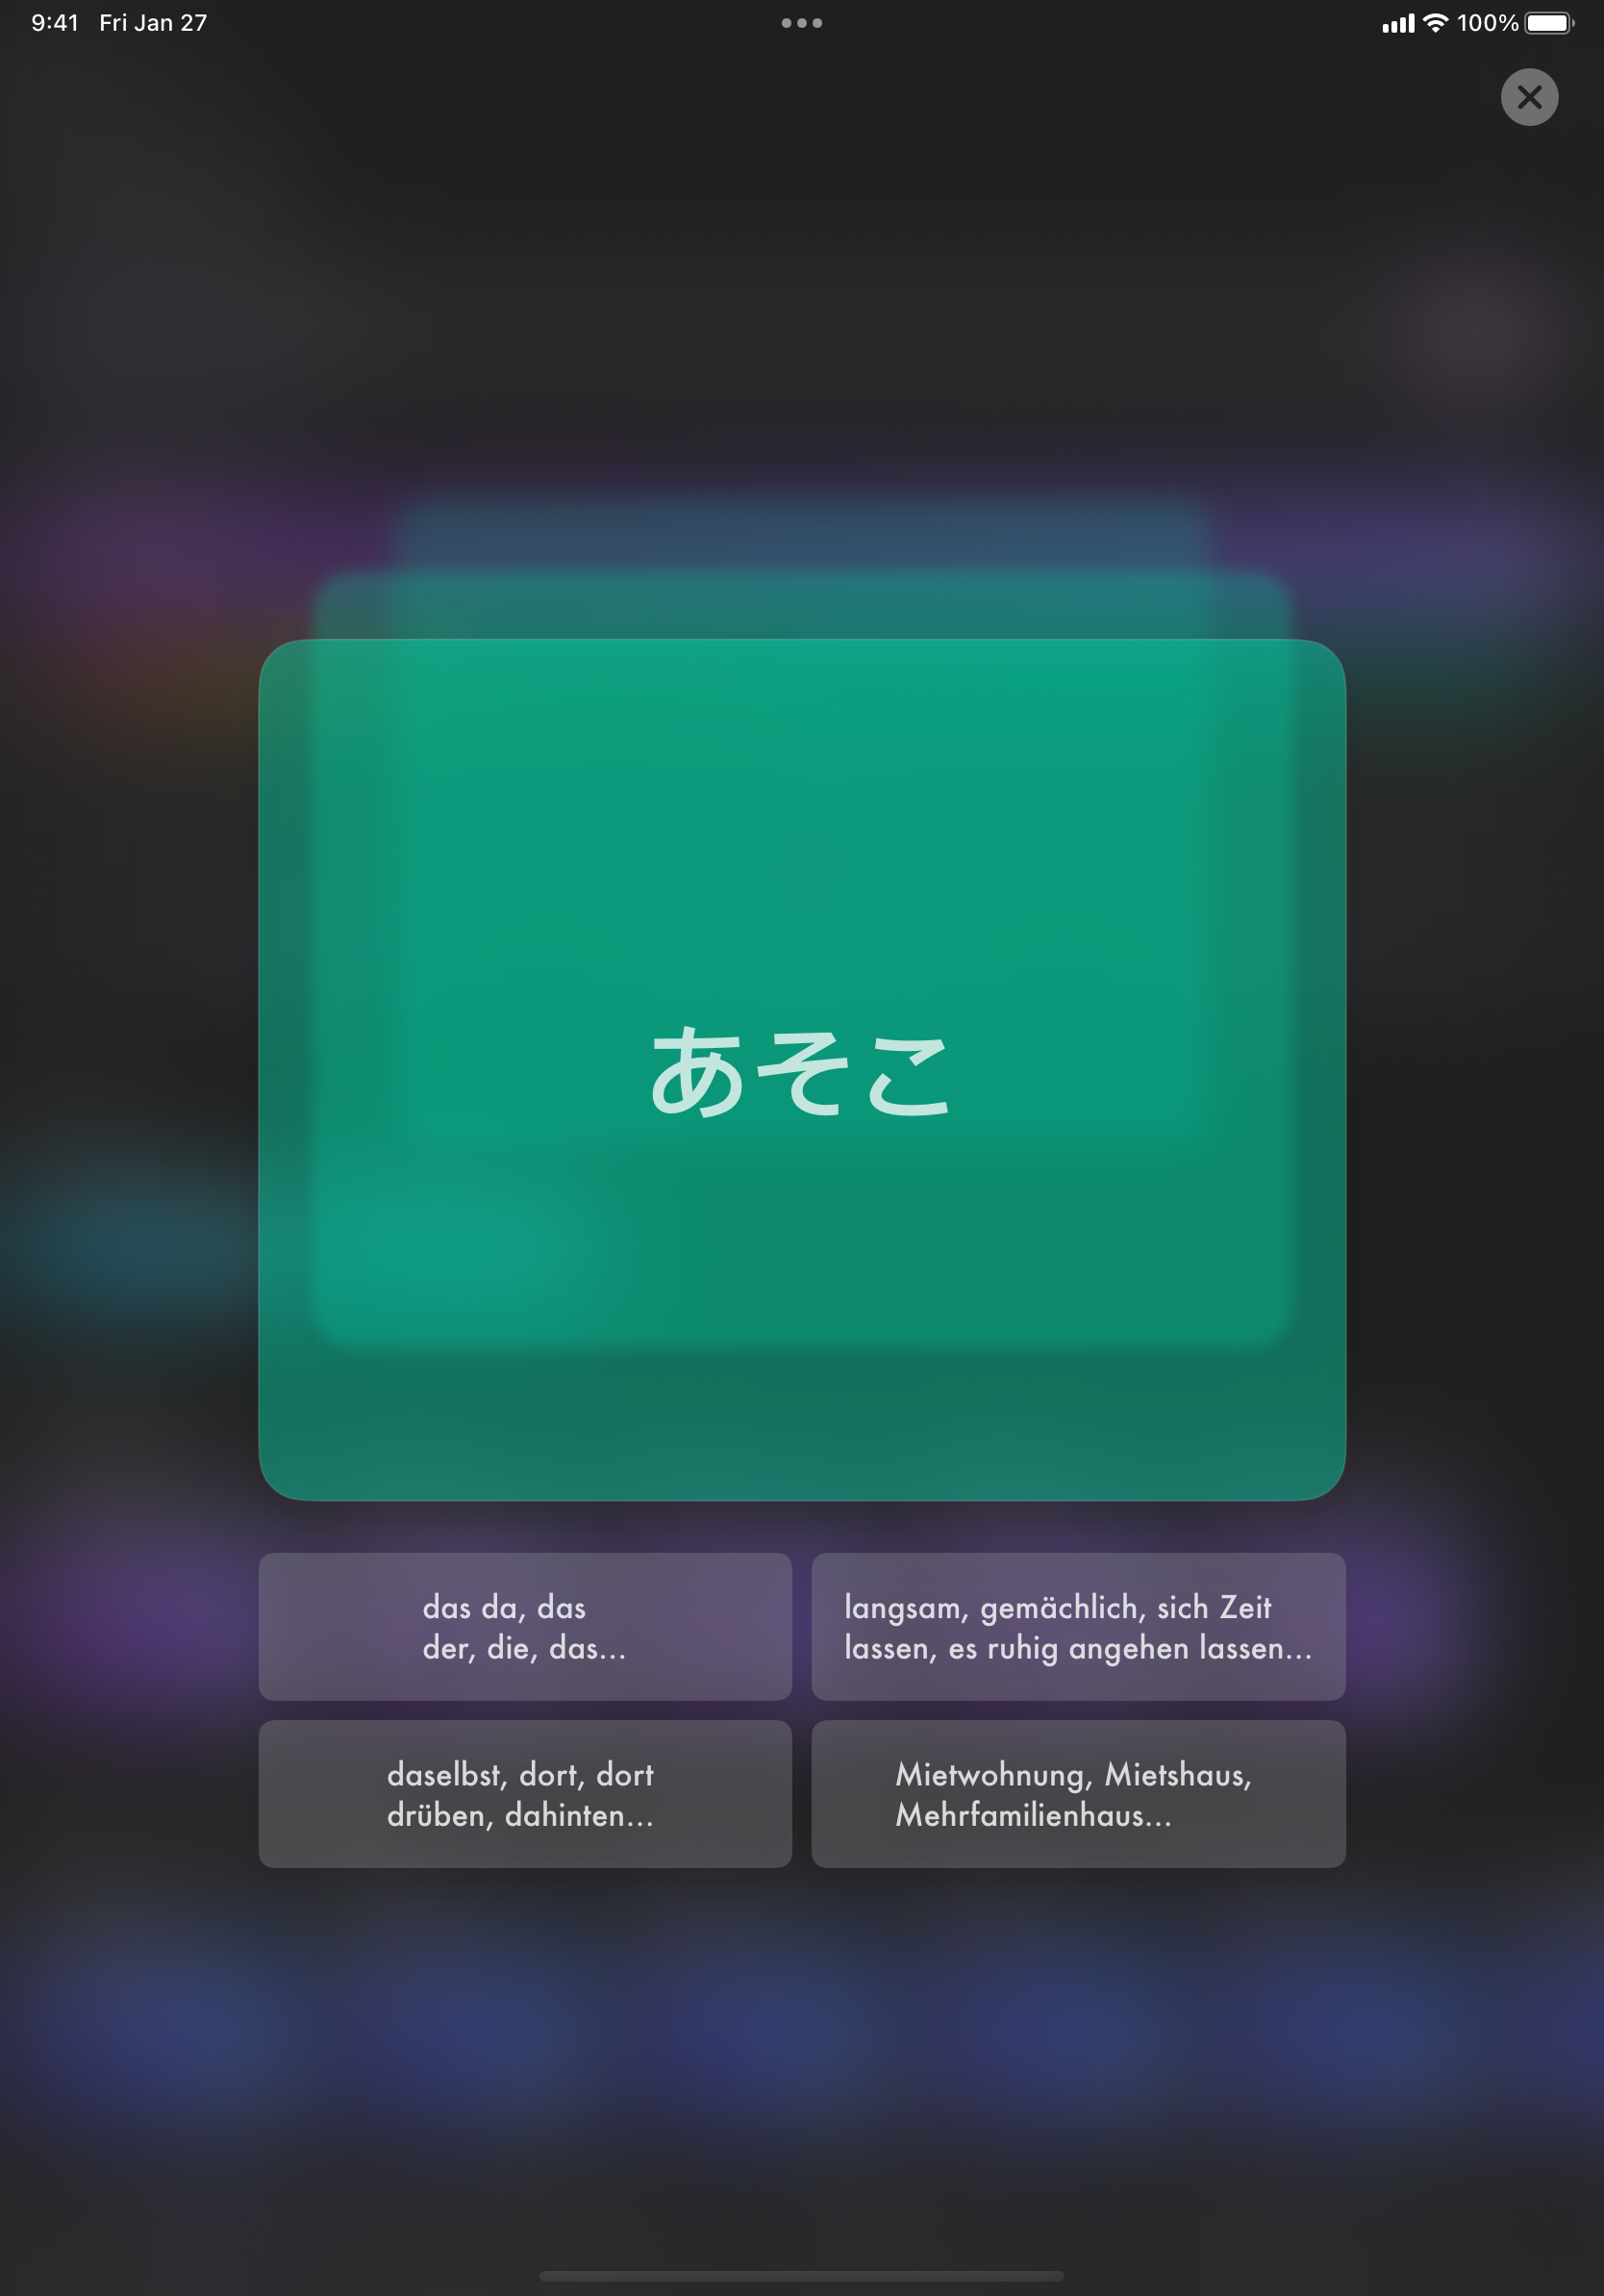 9:41 Fri Jan 27
100%
あそこ
das da, das
der, die, das...
langsam, gemächlich, sich Zeit
lassen, es ruhig angehen lassen...
daselbst, dort, dort
drüben, dahinten...
Mietwohnung, Mietshaus,
Mehrfamilienhaus...